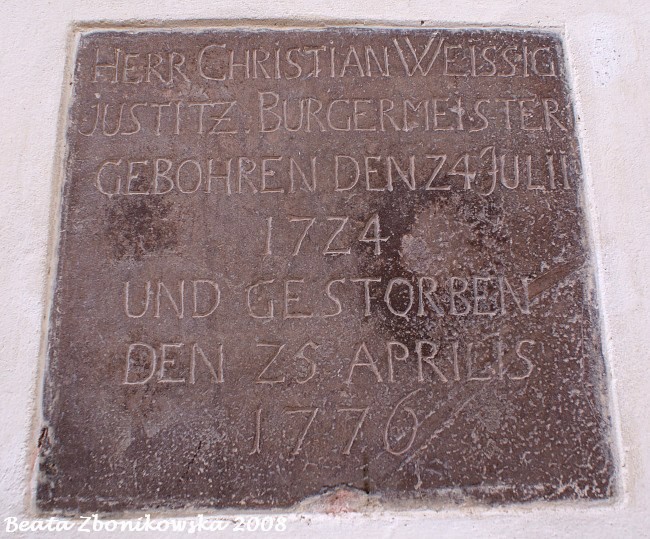 HERR CHRISTIAN WEISSIG
JUSTITZ BURGERMEISTER
GEBOHREN DEN 24 JULII
1724
UND GESTORBEN
DEN 25 APRILIS
1776
Beata Zbonikowska 2008